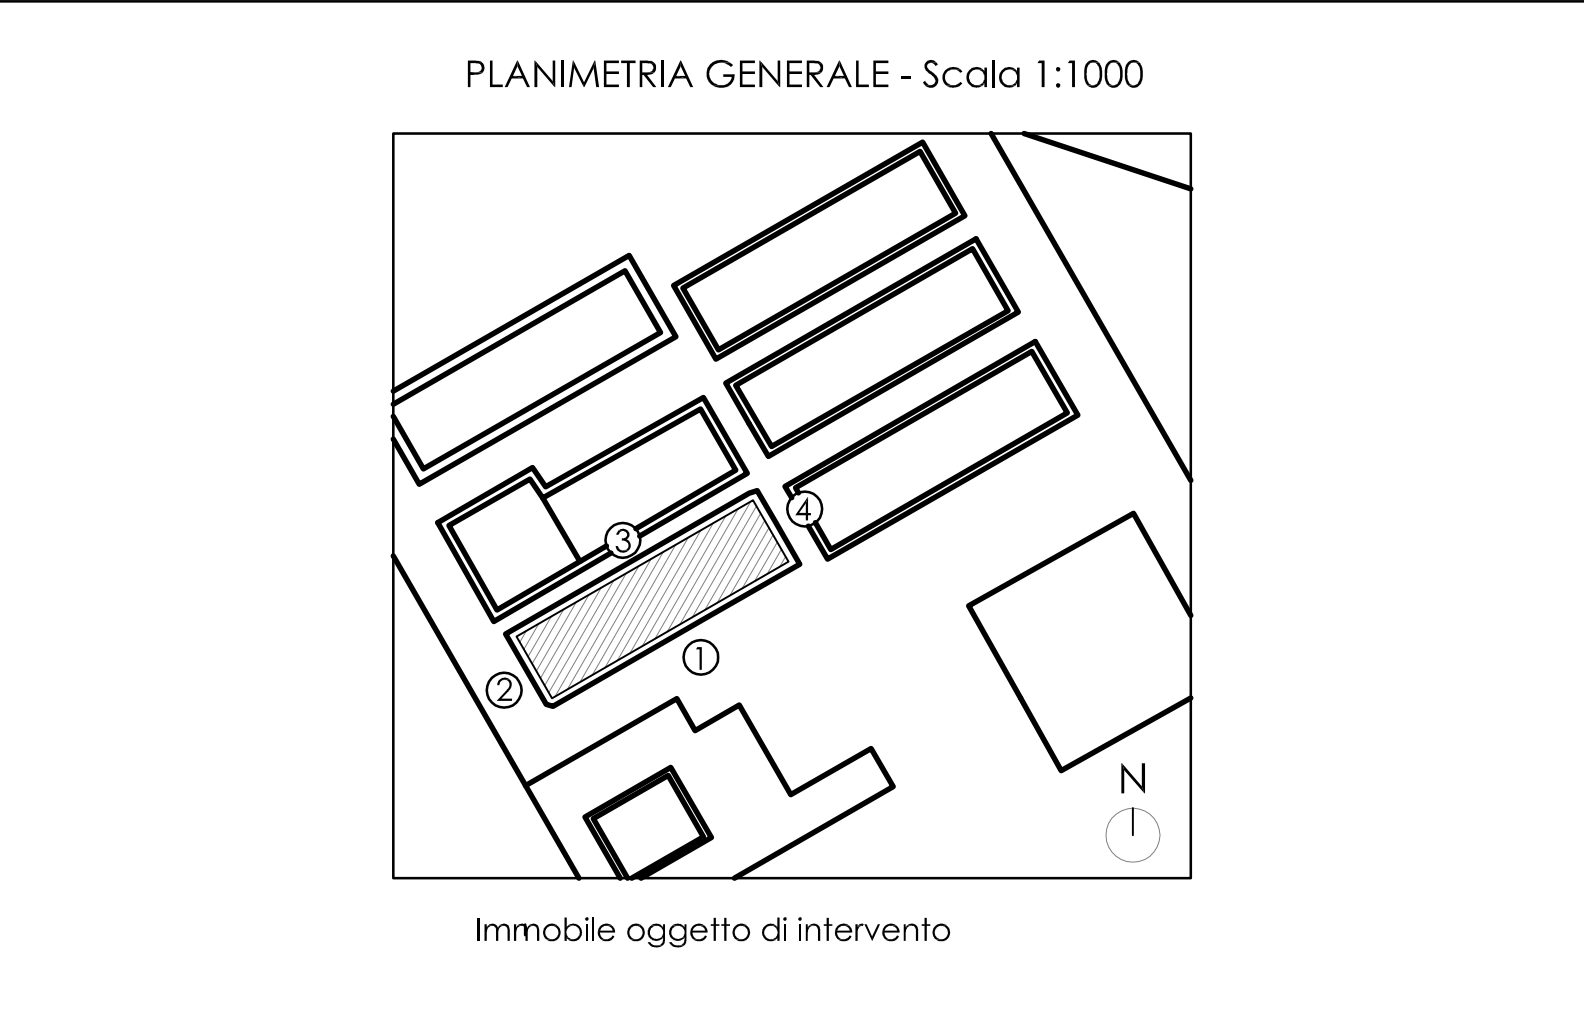 PLANIMETRIA GENERALE - Scala 1:1000
4
3
1
2
N
Immobile oggetto di intervento